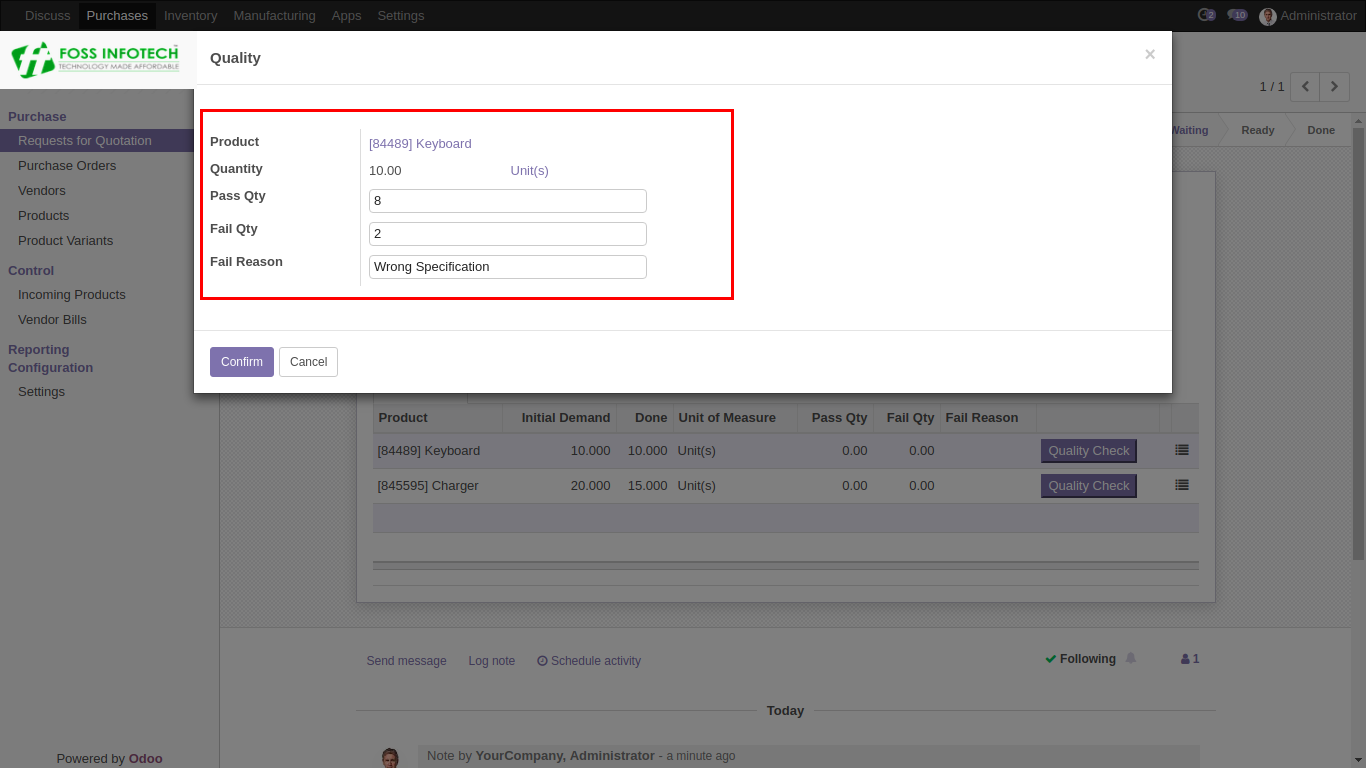 Discuss Purchases Inventory Manufacturing Apps Settings 2 10 Administrator
FOSS INFOTECH
TECHNOLOGY MADE AFFORDABLE
Quality ×
1 / 1
Purchase
Requests for Quotation
Purchase Orders
Vendors
Products
Product Variants
Control
Incoming Products
Vendor Bills
Reporting
Configuration
Settings
Powered by Odoo
Waiting Ready Done
Product [84489] Keyboard
Quantity 10.00 Unit(s)
Pass Qty 8
Fail Qty 2
Fail Reason Wrong Specification
Confirm Cancel
Product Initial Demand Done Unit of Measure Pass Qty Fail Qty Fail Reason
[84489] Keyboard 10.000 10.000 Unit(s) 0.00 0.00 Quality Check
[845595] Charger 20.000 15.000 Unit(s) 0.00 0.00 Quality Check
Send message Log note Schedule activity Following 1
Today
Note by YourCompany, Administrator - a minute ago